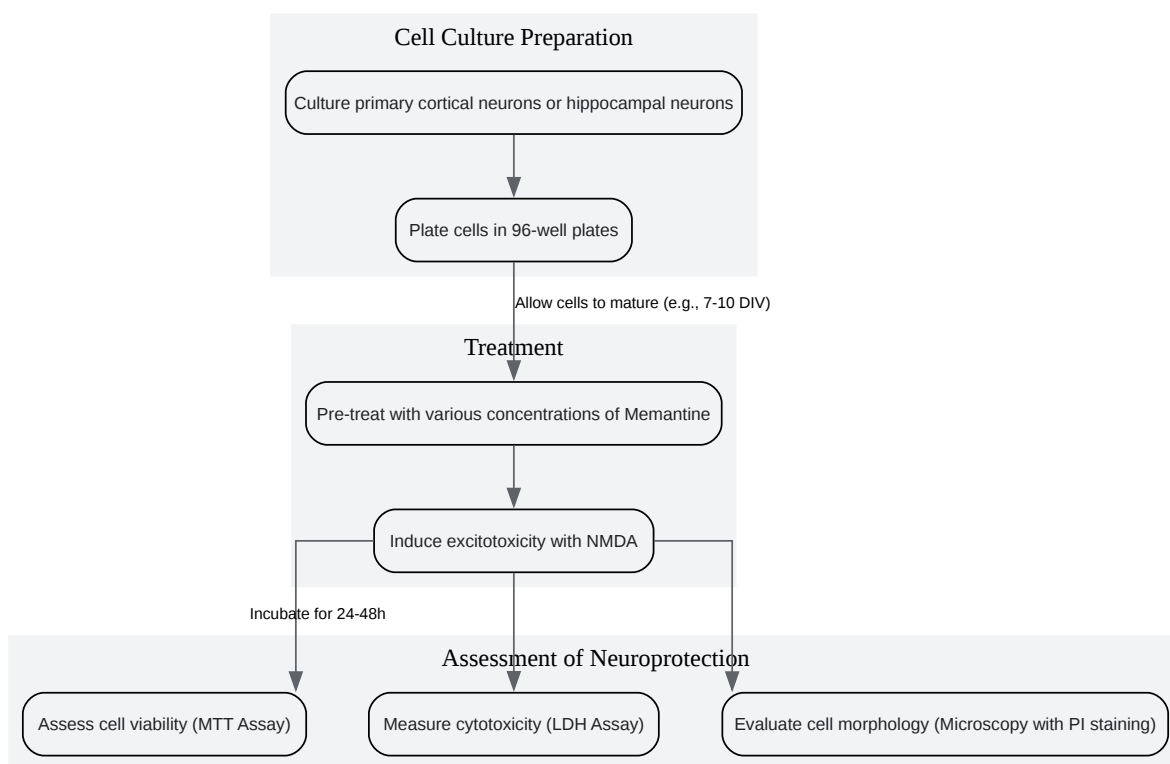 Cell Culture Preparation
Culture primary cortical neurons or hippocampal neurons
Plate cells in 96-well plates
Allow cells to mature (e.g., 7-10 DIV)
Treatment
Pre-treat with various concentrations of Memantine
Induce excitotoxicity with NMDA
Incubate for 24-48h
Assessment of Neuroprotection
Assess cell viability (MTT Assay)
Measure cytotoxicity (LDH Assay)
Evaluate cell morphology (Microscopy with PI staining)